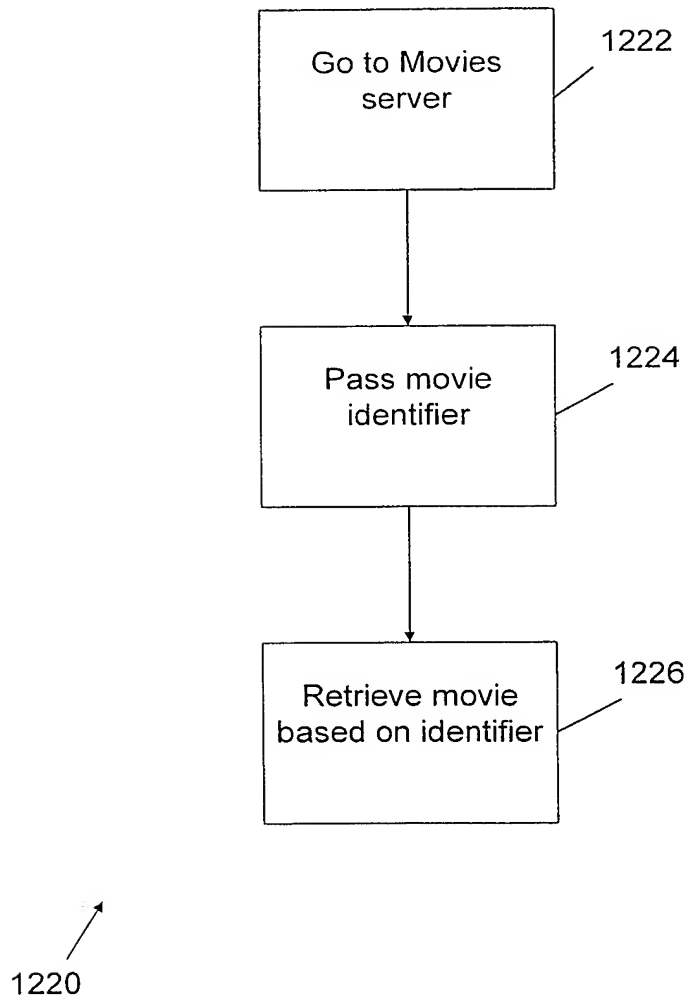 1222
Go to Movies
server
1224
Pass movie
identifier
1226
Retrieve movie
based on identifier
1220